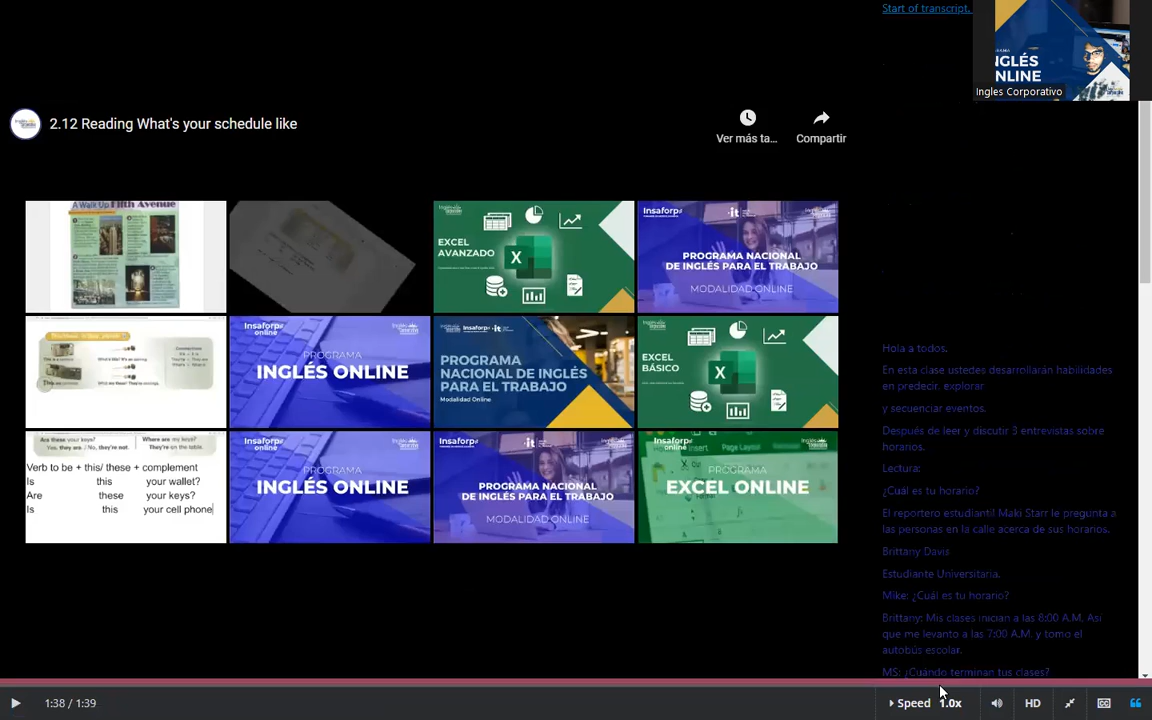 Start of transcript.
INGLÉS
ONLINE
Ingles Corporativo
2.12 Reading What's your schedule like
Ver más ta...
Compartir
A Walk Up Fifth Avenue
EXCEL
AVANZADO
Insaforp
it
PROGRAMA NACIONAL
DE INGLÉS PARA EL TRABAJO
MODALIDAD ONLINE
Insaforp
online
PROGRAMA
INGLÉS ONLINE
Insaforp
it
PROGRAMA
NACIONAL DE INGLÉS
PARA EL TRABAJO
Modalidad Online
EXCEL
BÁSICO
Are these your keys?
Yes, they are. / No, they're not.
Where are my keys?
They're on the table.
Verb to be + this/ these + complement
Is this your wallet?
Are these your keys?
Is this your cell phone
Insaforp
online
PROGRAMA
INGLÉS ONLINE
Insaforp
it
PROGRAMA NACIONAL
DE INGLÉS PARA EL TRABAJO
MODALIDAD ONLINE
Insaforp
online
PROGRAMA
EXCEL ONLINE
Hola a todos.
En esta clase ustedes desarrollarán habilidades
en predecir, explorar
y secuenciar eventos.
Después de leer y discutir 3 entrevistas sobre
horarios.
Lectura:
¿Cuál es tu horario?
El reportero estudiantil Maki Starr le pregunta a
las personas en la calle acerca de sus horarios.
Brittany Davis
Estudiante Universitaria.
Mike: ¿Cuál es tu horario?
Brittany: Mis clases inician a las 8:00 A.M. Así
que me levanto a las 7:00 A.M. y tomo el
autobús escolar.
MS: ¿Cuándo terminan tus clases?
1:38 / 1:39
Speed 1.0x
HD